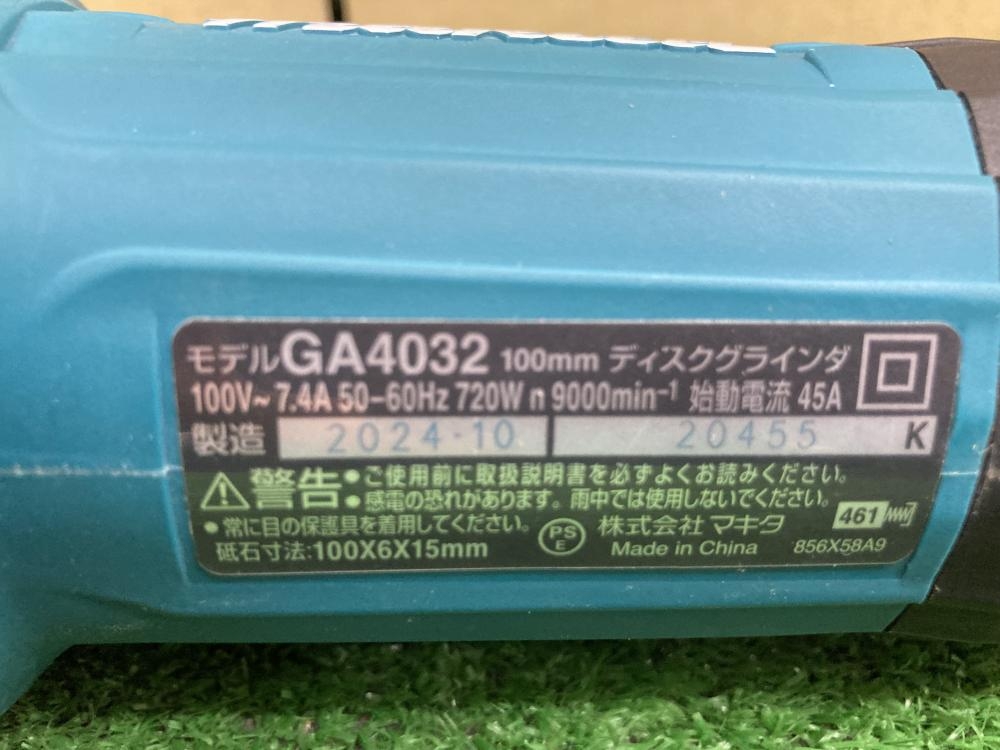 モデルGA4032 100mm ディスクグラインダ
100V~7.4A 50-60Hz 720W n 9000min-1 始動電流 45A
製造 2024-10 20455 K
警告 •ご使用前に取扱説明書を必ずよくお読みください。
•感電の恐れがあります。雨中では使用しないでください。
•常に目の保護具を着用してください。
砥石寸法:100X6X15mm
PS
E
株式会社 マキタ
Made in China
461
856X58A9